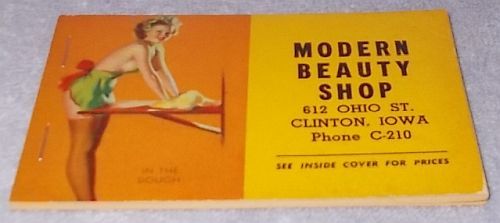 MODERN
BEAUTY
SHOP
612 OHIO ST.
CLINTON, IOWA
Phone C-210
SEE INSIDE COVER FOR PRICES
IN THE
DOUGH